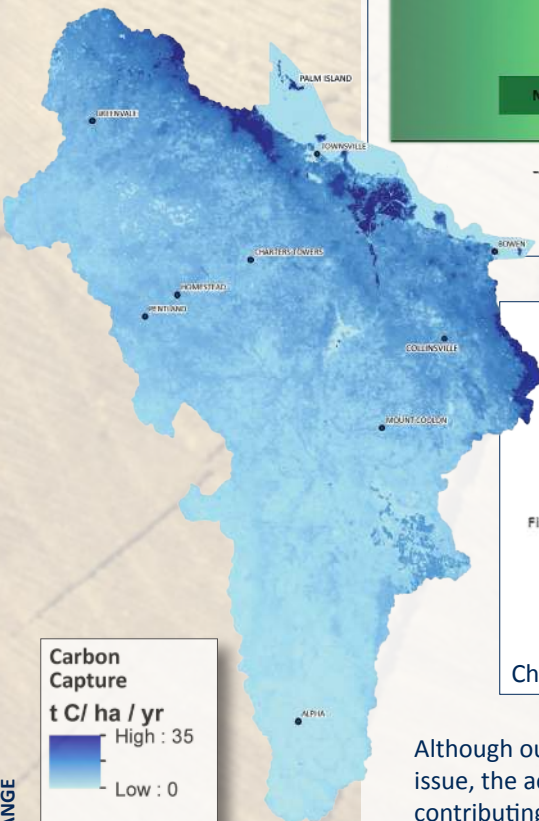 PALM ISLAND
GREENVALE
TOWNSVILLE
BOWEN
CHARTERS TOWERS
HOMESTEAD
PENTLAND
COLLINSVILLE
MOUNT COOLON
ALPHA
Carbon
Capture
t C/ ha / yr
High : 35
Low : 0
Fi
Ch
Although ou
issue, the a
contributing
ANGE